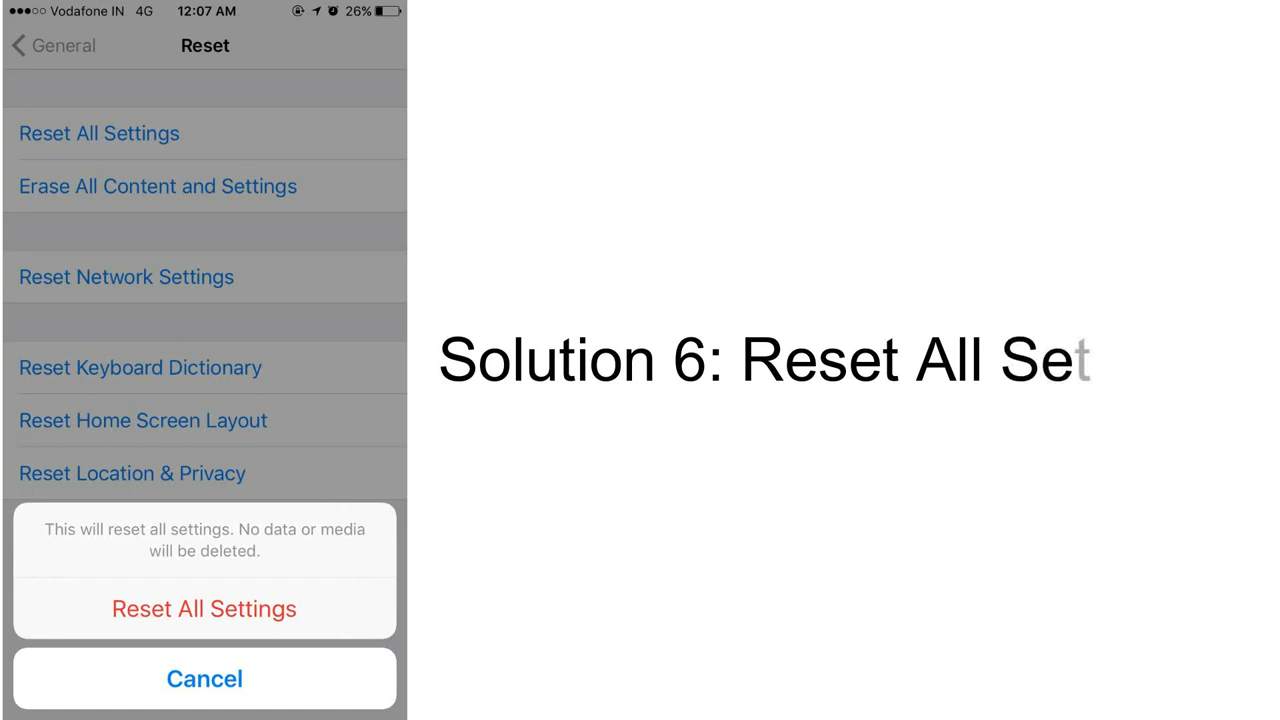 Vodafone IN 4G 12:07 AM 26%
General Reset
Reset All Settings
Erase All Content and Settings
Reset Network Settings
Reset Keyboard Dictionary
Reset Home Screen Layout
Reset Location & Privacy
This will reset all settings. No data or media
will be deleted.
Reset All Settings
Cancel
Solution 6: Reset All Set